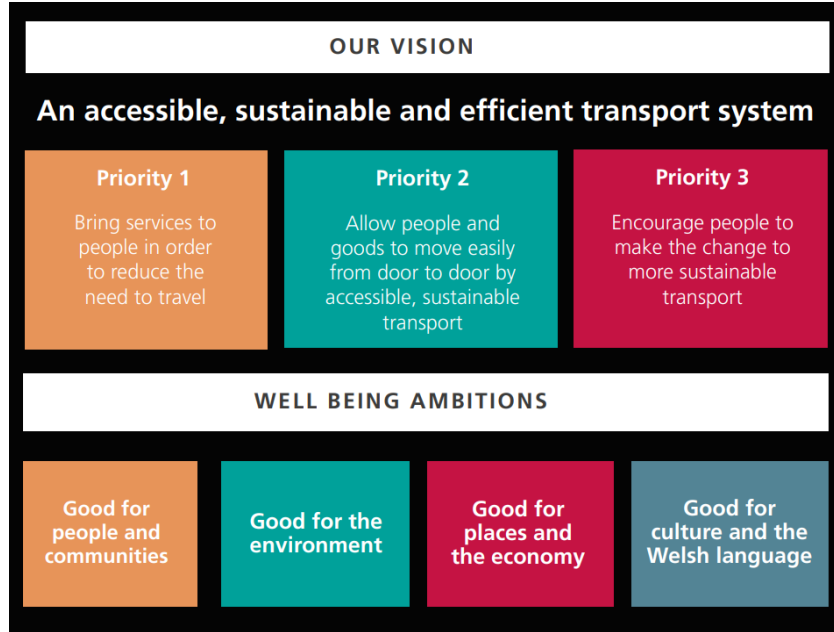 OUR VISION
An accessible, sustainable and efficient transport system
Priority 1
Bring services to
people in order
to reduce the
need to travel
Priority 2
Allow people and
goods to move easily
from door to door by
accessible, sustainable
transport
Priority 3
Encourage people to
make the change to
more sustainable
transport
WELL BEING AMBITIONS
Good for
people and
communities
Good for the
environment
Good for
places and
the economy
Good for
culture and the
Welsh language